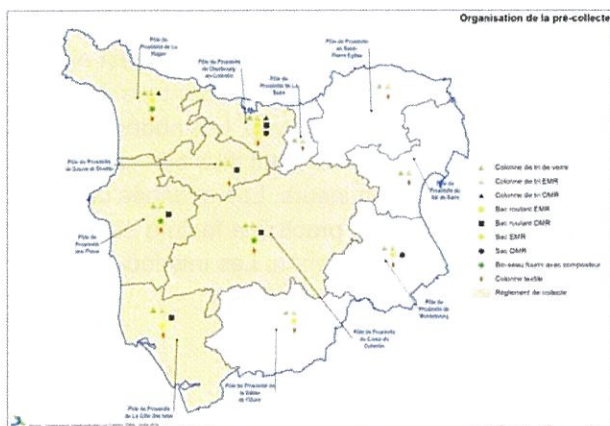 Organisation de la pré-collecte
Pôle de
Proximité de La
Hague
Pôle de Proximité
de Cherbourg-
en-Cotentin
Pôle de
Proximité de La
Saire
Pôle de Proximité
de Saint-
Pierre Eglise
Pôle de Proximité
de Douve et Divette
Pôle de
Proximité
du Val
de Saire
Pôle de
Proximité
des Pieux
Pôle de
Proximité de
Montebourg
Pôle de Proximité
du Coeur du
Cotentin
Pôle de Proximité
de La Côte des Isles
Pôle de Proximité
de la Vallée
de l'Ouve
Colonne de tri de verre
Colonne de tri EMR
Colonne de tri OMR
Bac roulant EMR
Bac roulant OMR
Sac EMR
Sac OMR
Bio-seau fourni avec composteur
Colonne textile
Règlement de collecte